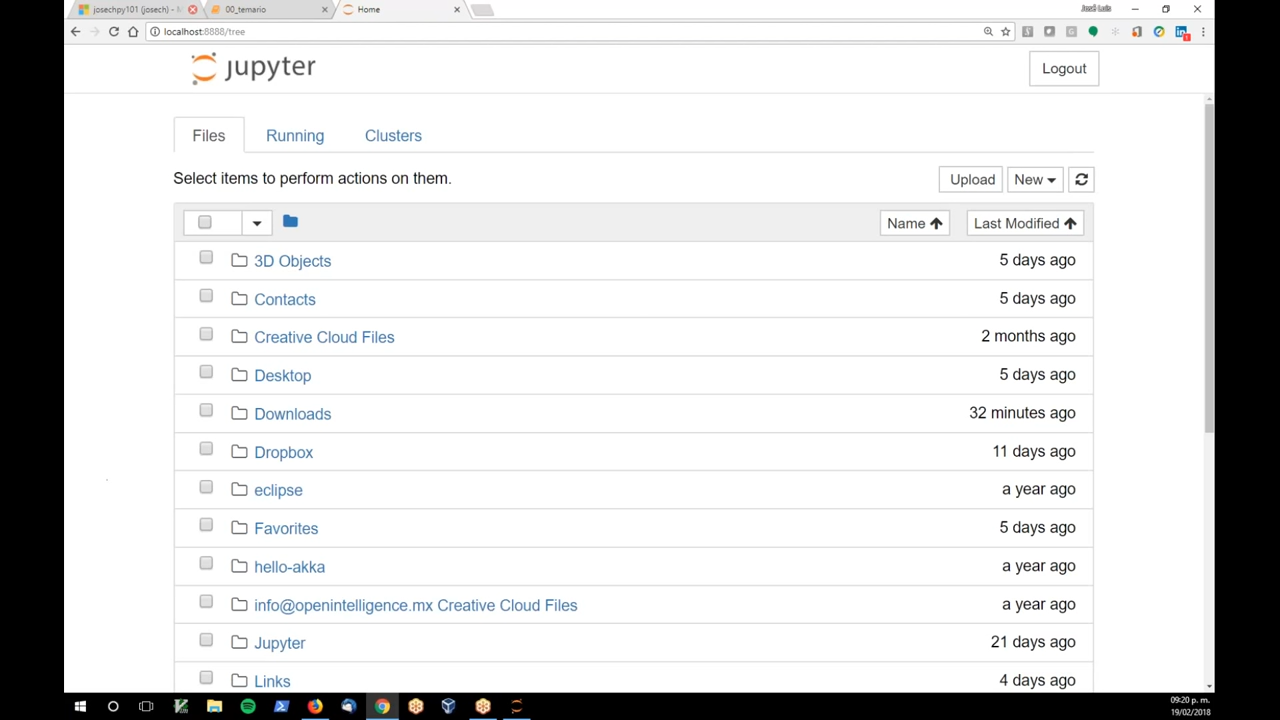 josechpy101 (josech) - M
00_temario
Home
José Luis
localhost:8888/tree
jupyter
Logout
Files
Running
Clusters
Select items to perform actions on them.
Upload
New
Name
Last Modified
3D Objects
5 days ago
Contacts
5 days ago
Creative Cloud Files
2 months ago
Desktop
5 days ago
Downloads
32 minutes ago
Dropbox
11 days ago
eclipse
a year ago
Favorites
5 days ago
hello-akka
a year ago
info@openintelligence.mx Creative Cloud Files
a year ago
Jupyter
21 days ago
Links
4 days ago
09:20 p. m.
19/02/2018